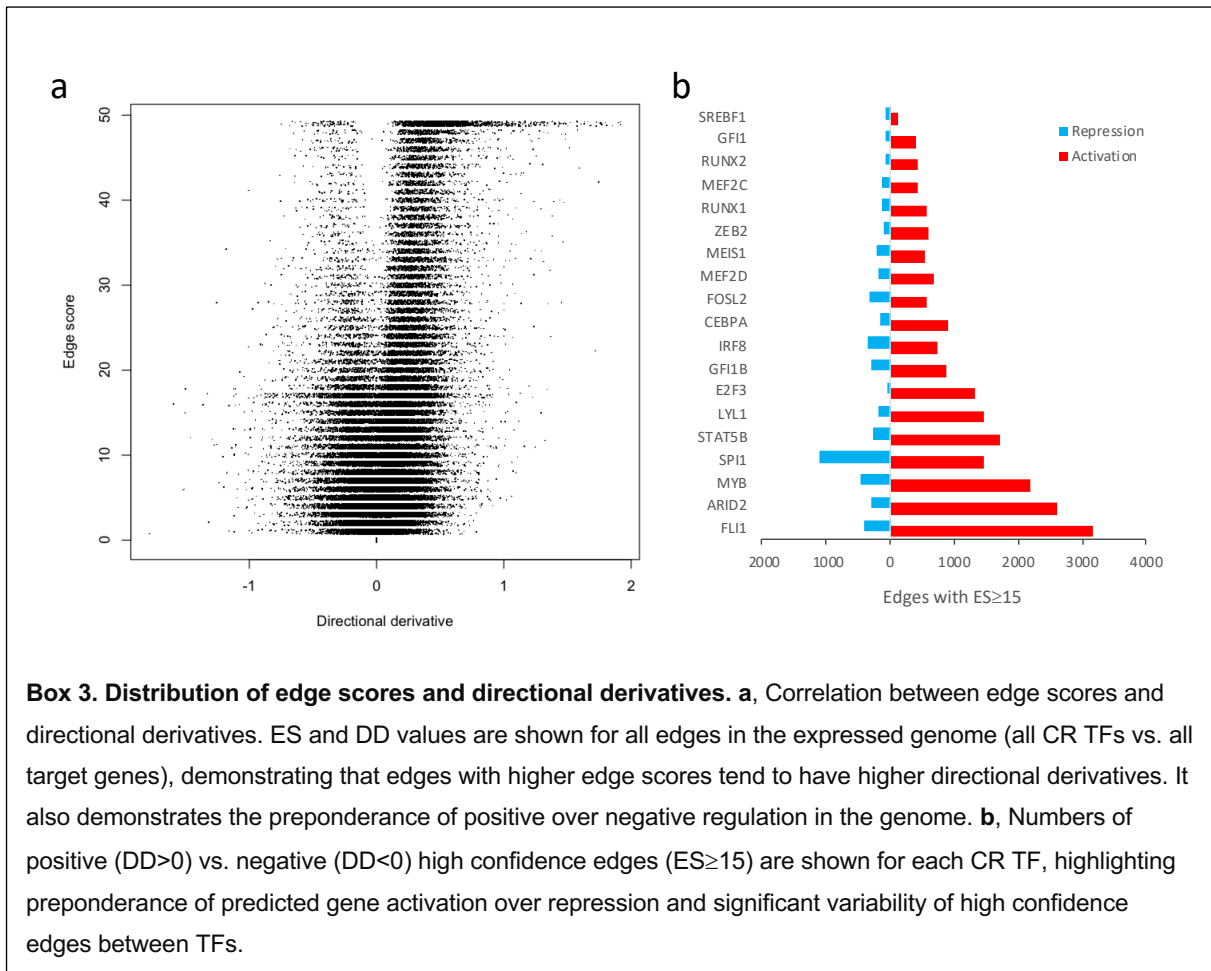 a
50
40
30
20
10
0
Edge score
-1
0
1
2
Directional derivative
b
SREBF1
GFI1
RUNX2
MEF2C
RUNX1
ZEB2
MEIS1
MEF2D
FOSL2
CEBPA
IRF8
GFI1B
E2F3
LYL1
STAT5B
SPI1
MYB
ARID2
FLI1
Repression
Activation
2000
1000
0
1000
2000
3000
4000
Edges with ES≥15
Box 3. Distribution of edge scores and directional derivatives. a, Correlation between edge scores and
directional derivatives. ES and DD values are shown for all edges in the expressed genome (all CR TFs vs. all
target genes), demonstrating that edges with higher edge scores tend to have higher directional derivatives. It
also demonstrates the preponderance of positive over negative regulation in the genome. b, Numbers of
positive (DD>0) vs. negative (DD<0) high confidence edges (ES≥15) are shown for each CR TF, highlighting
preponderance of predicted gene activation over repression and significant variability of high confidence
edges between TFs.